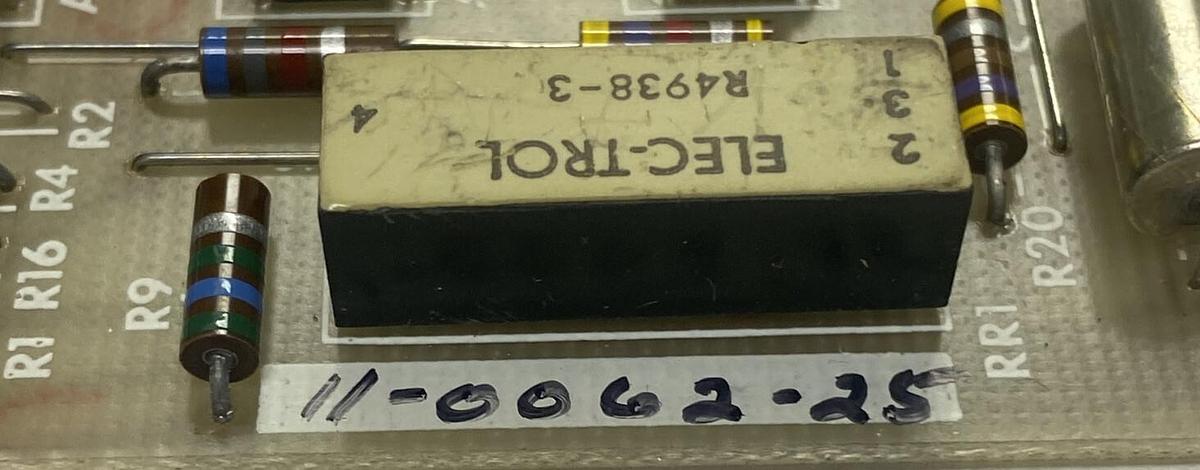 R4938-3
ELEC-TROL
1
3
2
4
R2
R4
R16
R1
R9
R20
RR1
11-0062-25